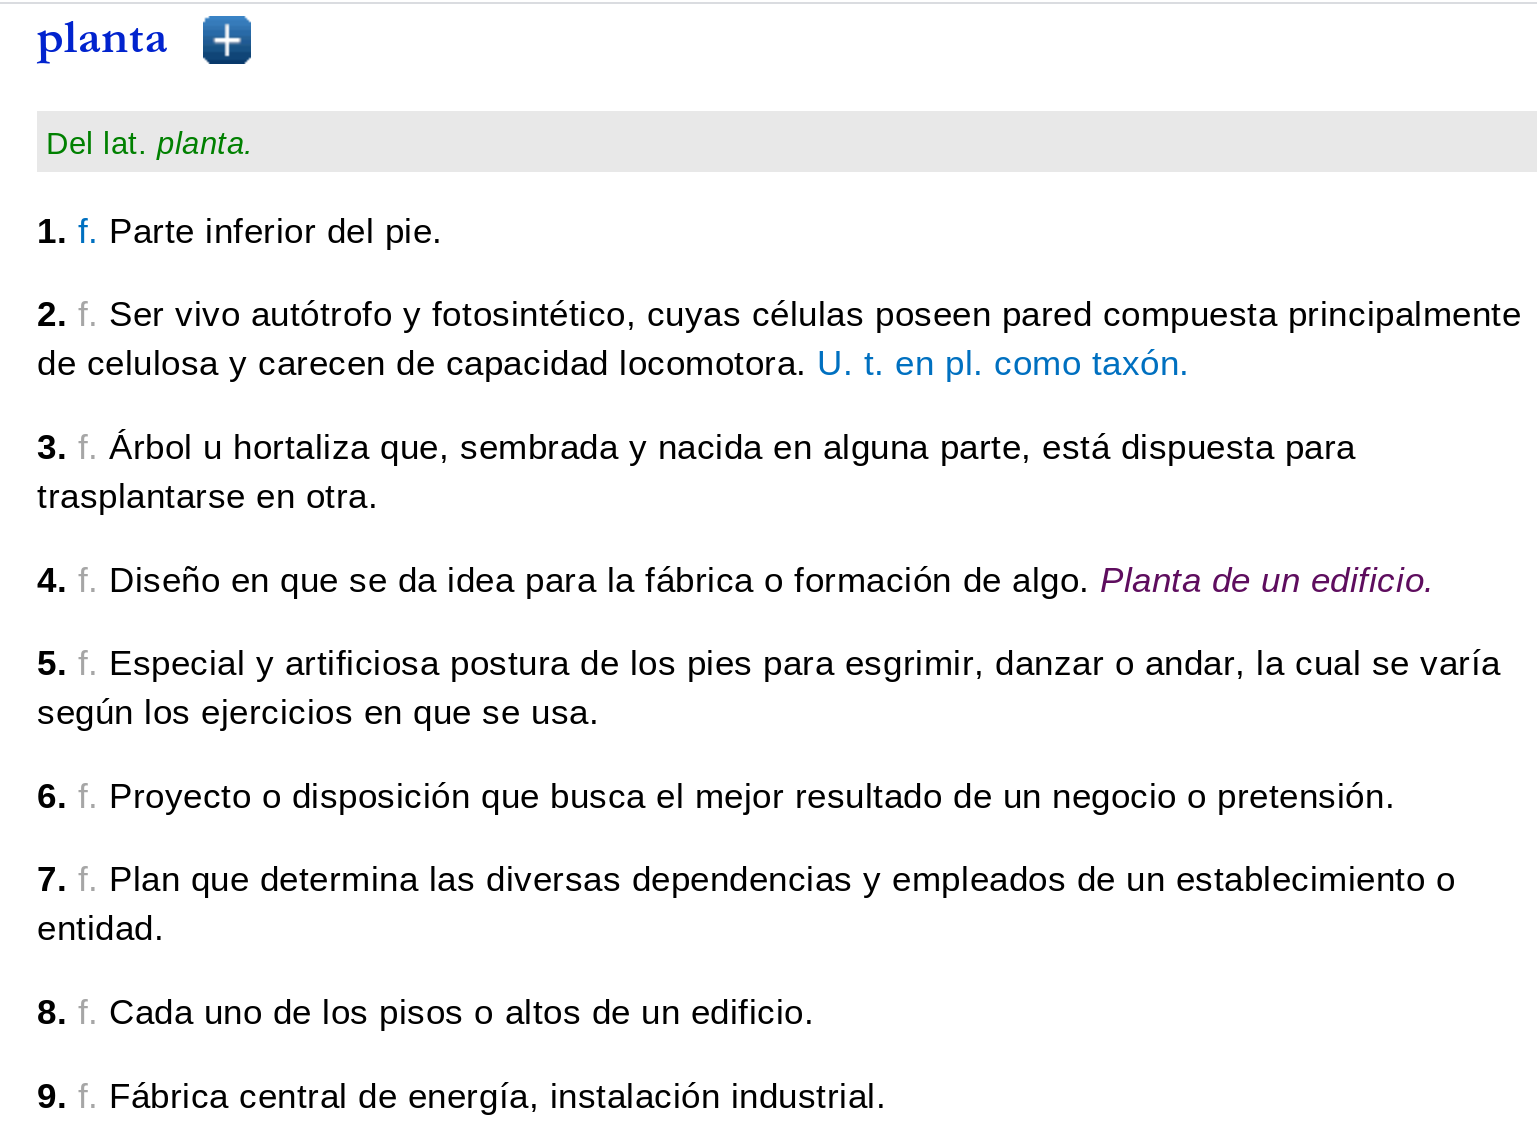 planta
Del lat. planta.
1. f. Parte inferior del pie.
2. f. Ser vivo autótrofo y fotosintético, cuyas células poseen pared compuesta principalmente
de celulosa y carecen de capacidad locomotora. U. t. en pl. como taxón.
3. f. Árbol u hortaliza que, sembrada y nacida en alguna parte, está dispuesta para
trasplantarse en otra.
4. f. Diseño en que se da idea para la fábrica o formación de algo. Planta de un edificio.
5. f. Especial y artificiosa postura de los pies para esgrimir, danzar o andar, la cual se varía
según los ejercicios en que se usa.
6. f. Proyecto o disposición que busca el mejor resultado de un negocio o pretensión.
7. f. Plan que determina las diversas dependencias y empleados de un establecimiento o
entidad.
8. f. Cada uno de los pisos o altos de un edificio.
9. f. Fábrica central de energía, instalación industrial.